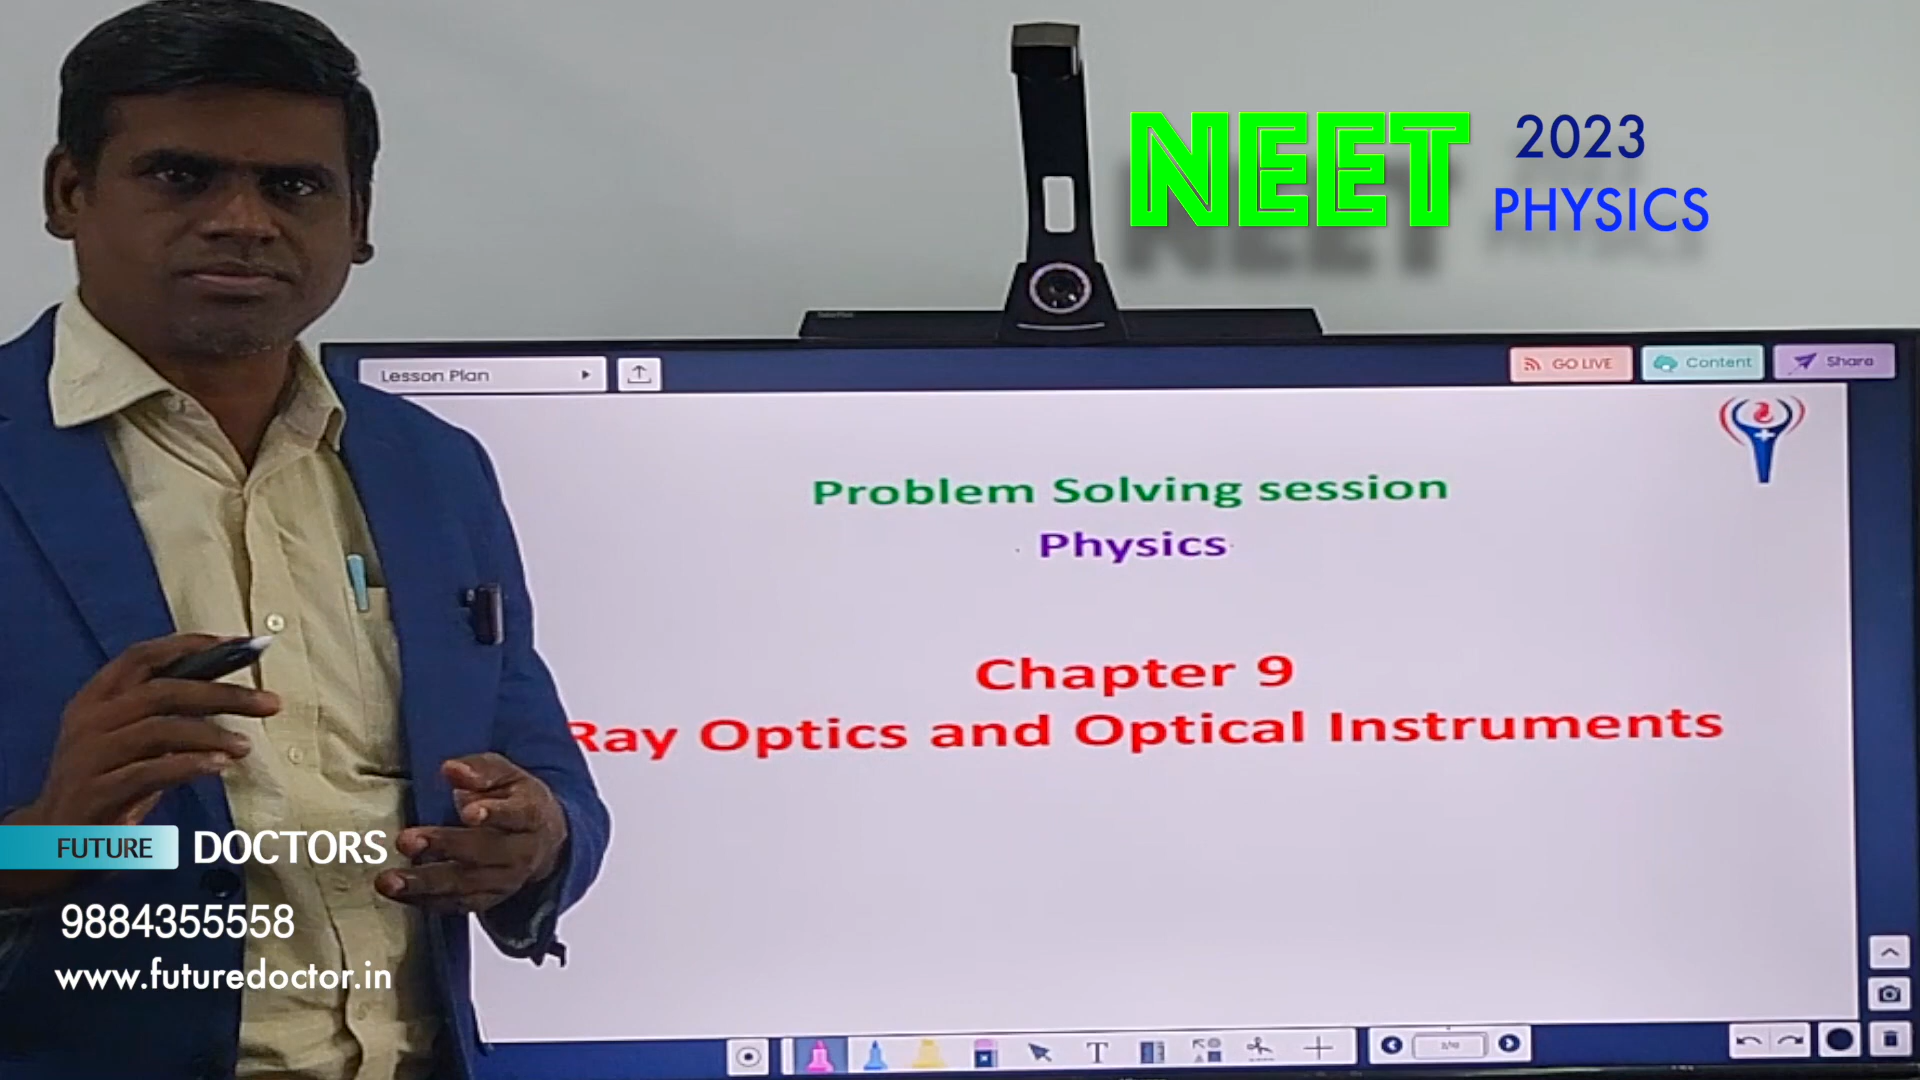 NEET 2023
PHYSICS
Lesson Plan
GO LIVE
Content
Share
Problem Solving session
Physics
Chapter 9
Ray Optics and Optical Instruments
FUTURE DOCTORS
9884355558
www.futuredoctor.in
T